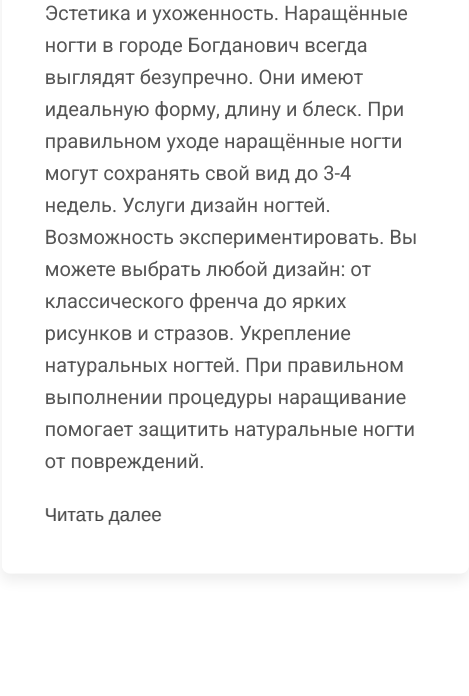 Эстетика и ухоженность. Наращённые
ногти в городе Богданович всегда
выглядят безупречно. Они имеют
идеальную форму, длину и блеск. При
правильном уходе наращённые ногти
могут сохранять свой вид до 3-4
недель. Услуги дизайн ногтей.
Возможность экспериментировать. Вы
можете выбрать любой дизайн: от
классического френча до ярких
рисунков и стразов. Укрепление
натуральных ногтей. При правильном
выполнении процедуры наращивание
помогает защитить натуральные ногти
от повреждений.
Читать далее